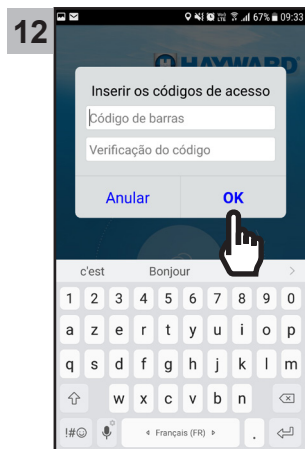 12
67% 09:33
HAYWARD
Inserir os códigos de acesso
Código de barras
Verificação do código
Anular OK
c'est Bonjour
1 2 3 4 5 6 7 8 9 0
a z e r t y u i o p
q s d f g h j k l m
w x c v b n
!#☺ Français (FR) .